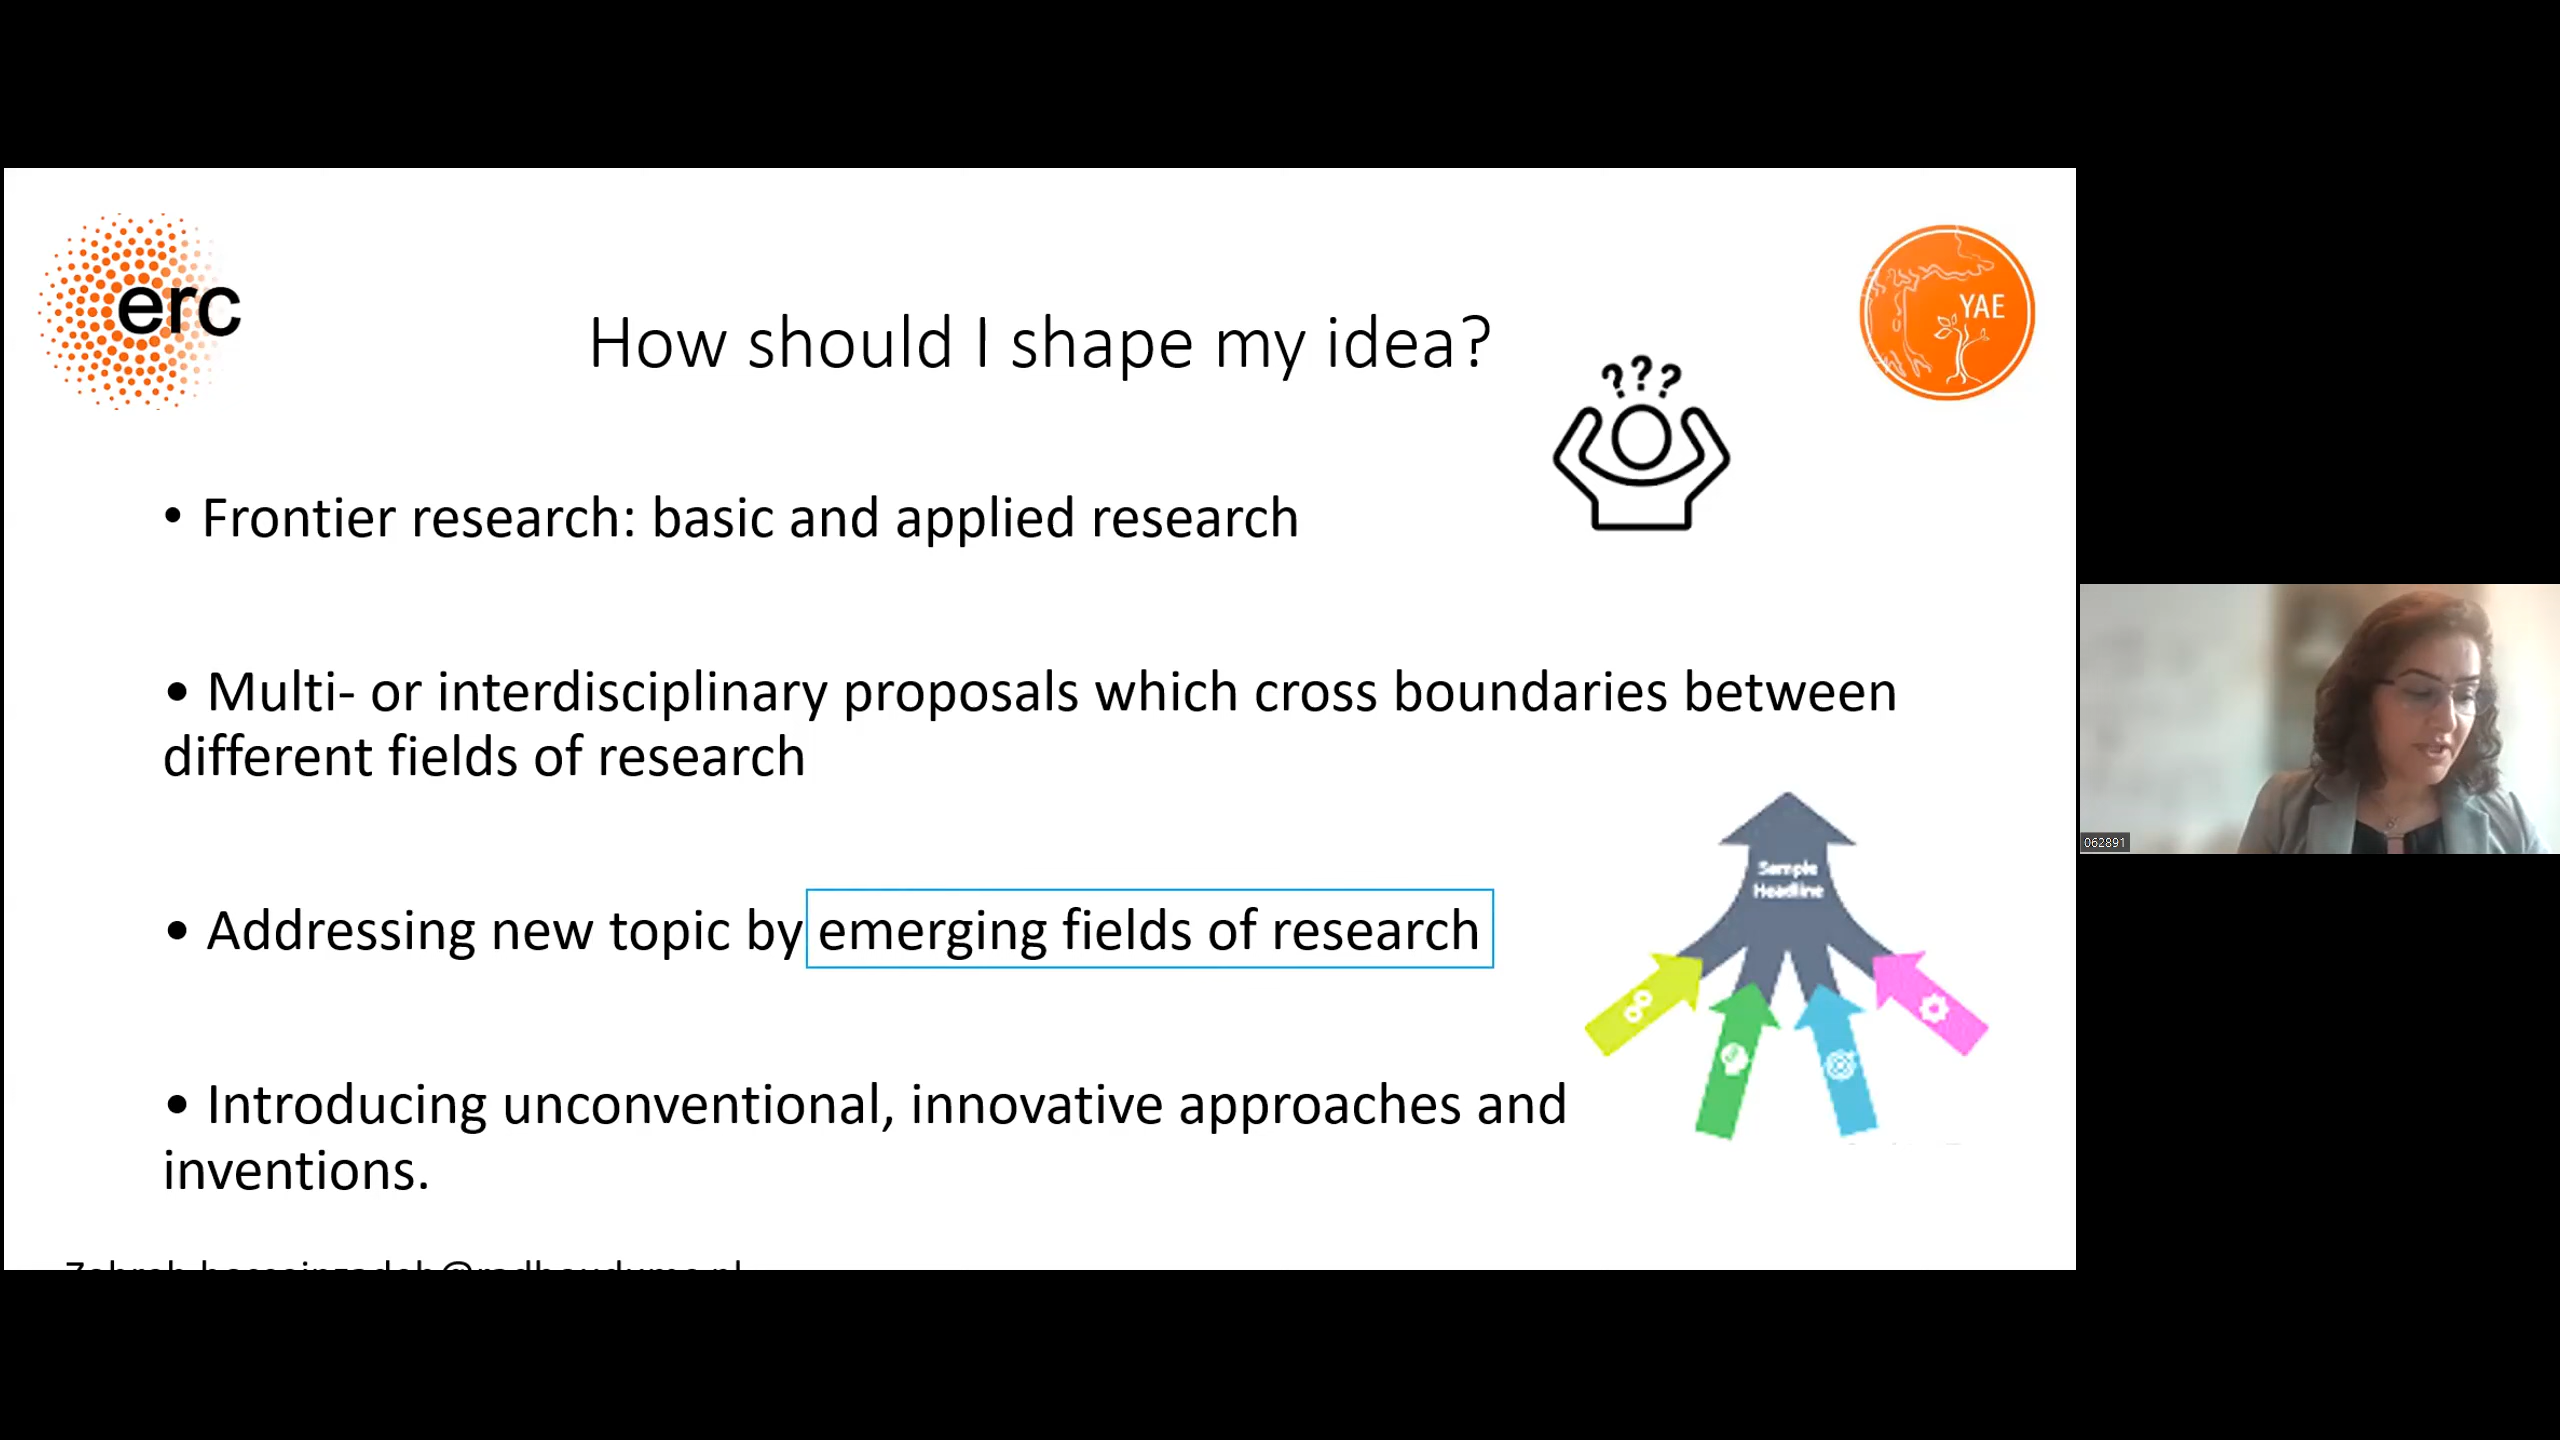 erc
YAE
How should I shape my idea?
???
• Frontier research: basic and applied research
• Multi- or interdisciplinary proposals which cross boundaries between
different fields of research
Sample
Headline
• Addressing new topic by emerging fields of research
• Introducing unconventional, innovative approaches and
inventions.
062891